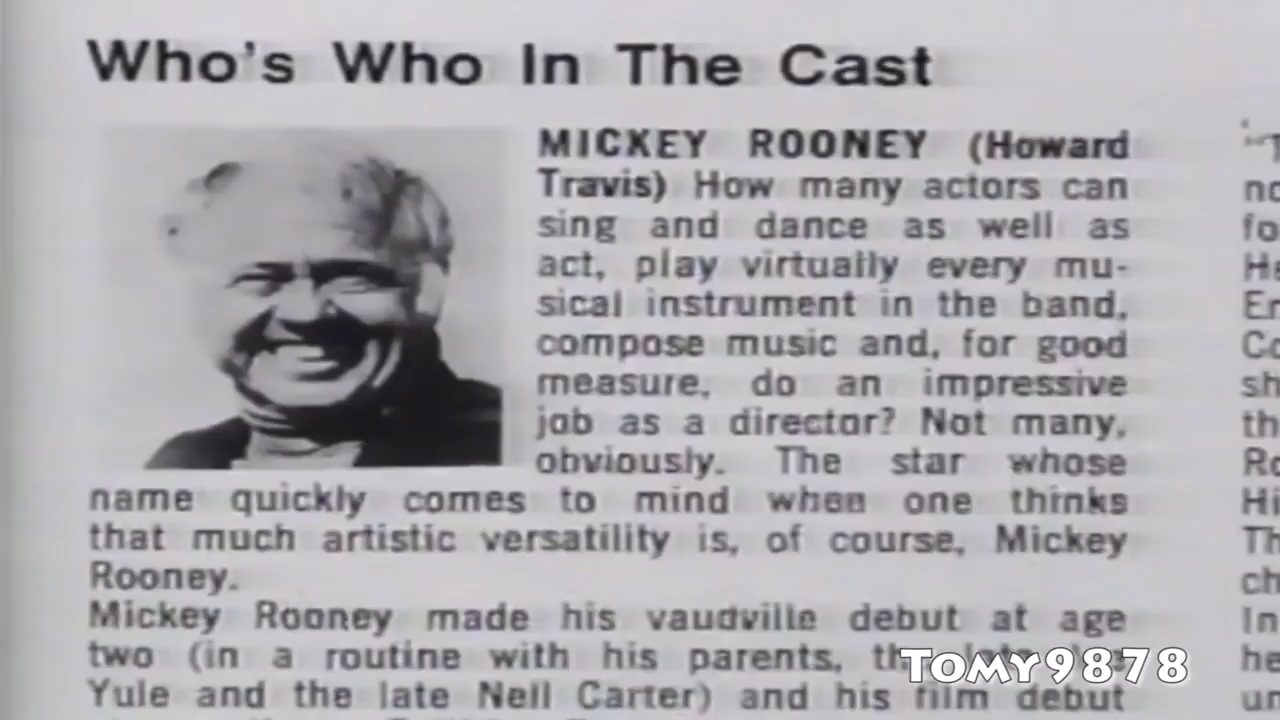 Who's Who In The Cast
MICKEY ROONEY (Howard
Travis) How many actors can
sing and dance as well as
act, play virtually every mu-
sical instrument in the band,
compose music and, for good
measure, do an impressive
job as a director? Not many,
obviously. The star whose
name quickly comes to mind when one thinks
that much artistic versatility is, of course, Mickey
Rooney.
Mickey Rooney made his vaudville debut at age
two (in a routine with his parents,
Yule and the late Nell Carter) and his film debut
TOMY9878